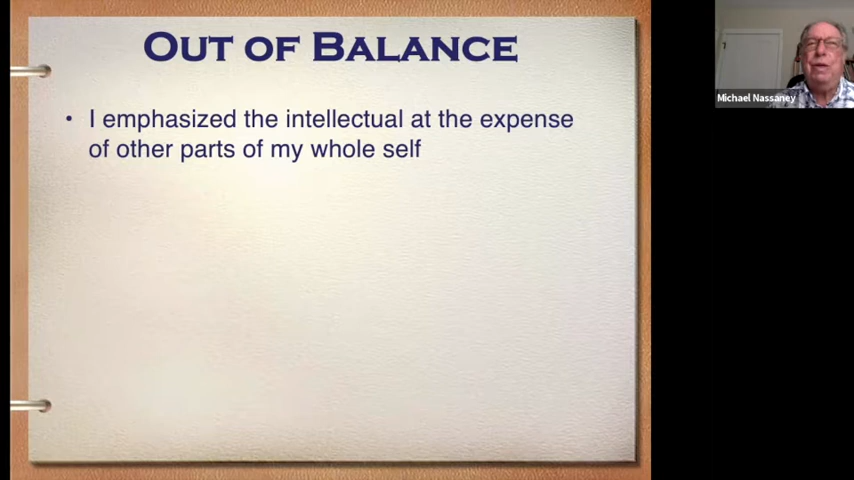 OUT OF BALANCE
• I emphasized the intellectual at the expense
of other parts of my whole self
Michael Nassaney